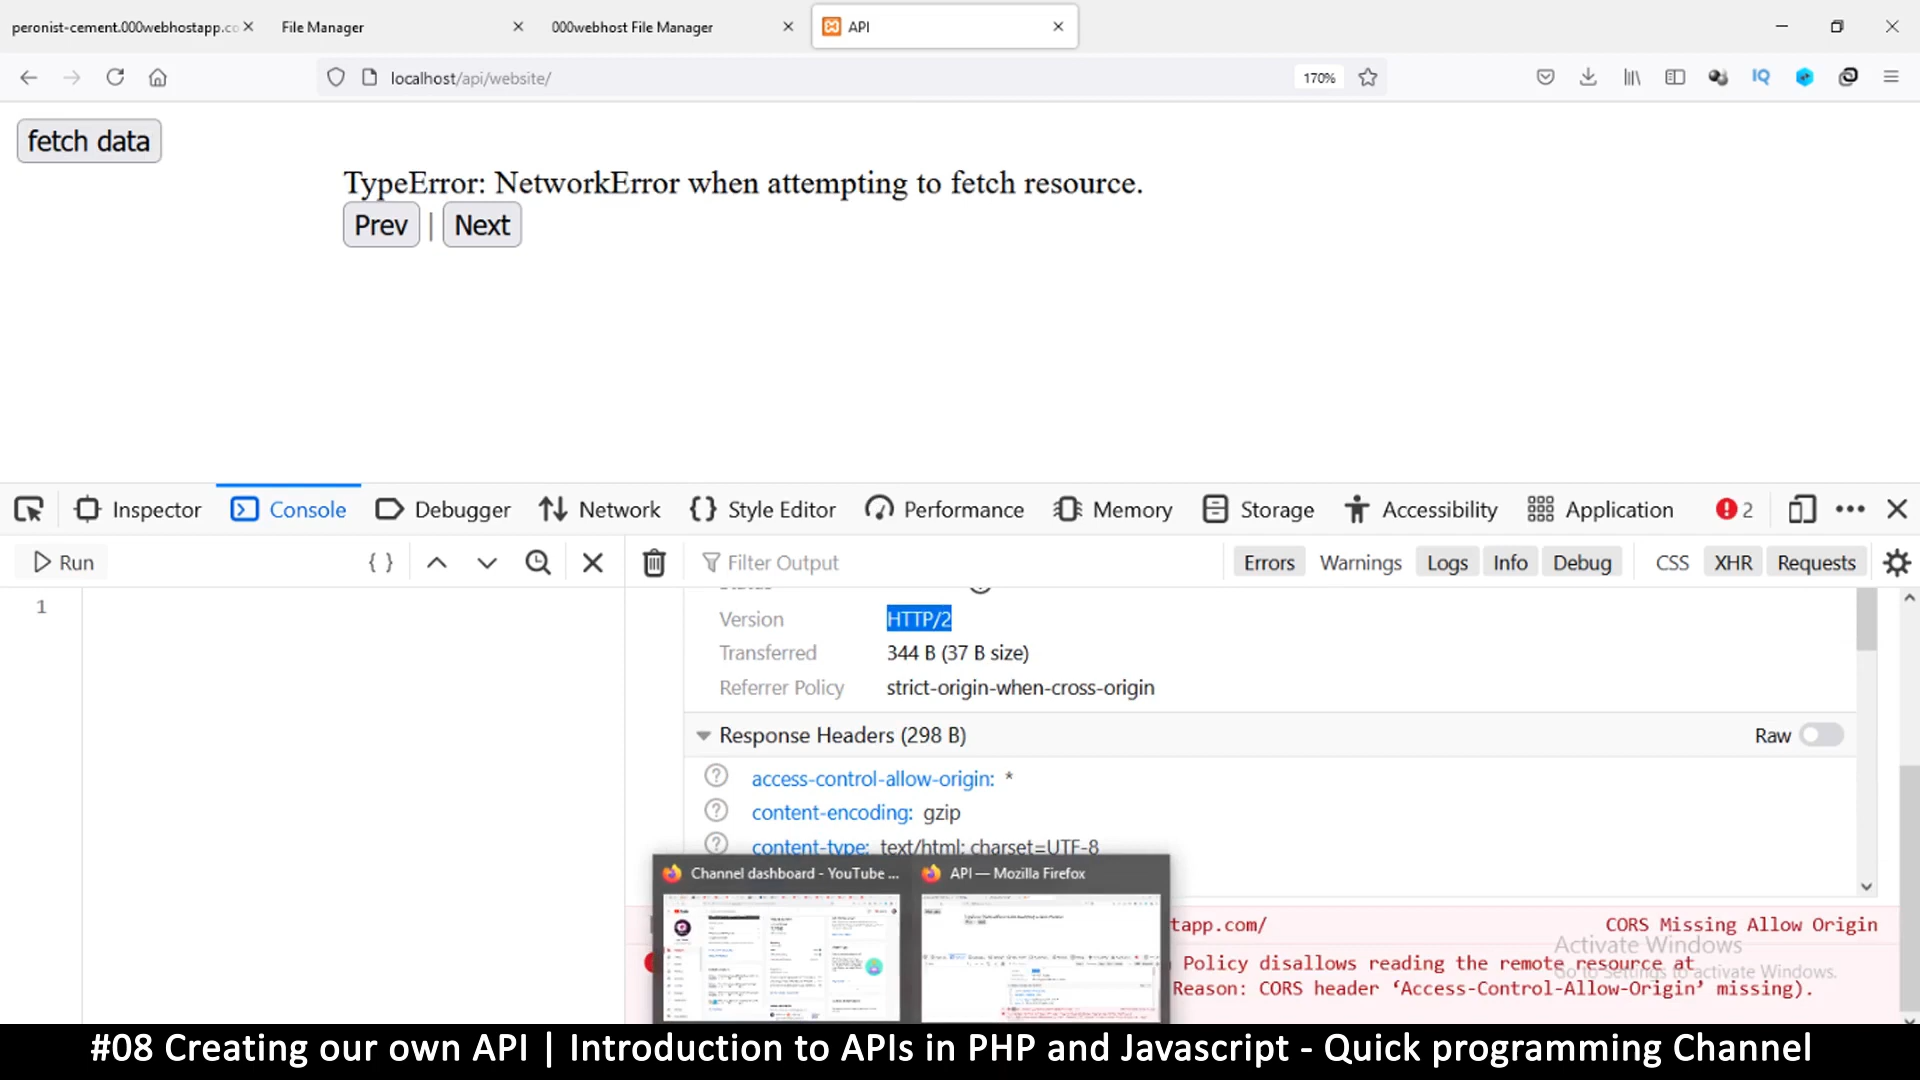 peronist-cement.000webhostapp.co
File Manager
000webhost File Manager
API
localhost/api/website/
170%
IQ
fetch data
TypeError: NetworkError when attempting to fetch resource.
Prev | Next
Inspector
Console
Debugger
Network
Style Editor
Performance
Memory
Storage
Accessibility
Application
2
Run
{ }
Filter Output
Errors
Warnings
Logs
Info
Debug
CSS
XHR
Requests
1
Version HTTP/2
Transferred 344 B (37 B size)
Referrer Policy strict-origin-when-cross-origin
Response Headers (298 B)
Raw
access-control-allow-origin: *
content-encoding: gzip
content-type: text/html; charset=UTF-8
Channel dashboard - YouTube ...
API — Mozilla Firefox
tapp.com/
CORS Missing Allow Origin
Activate Windows
Policy disallows reading the remote resource at
Go to Settings to activate Windows.
Reason: CORS header ‘Access-Control-Allow-Origin’ missing).
#08 Creating our own API | Introduction to APIs in PHP and Javascript - Quick programming Channel